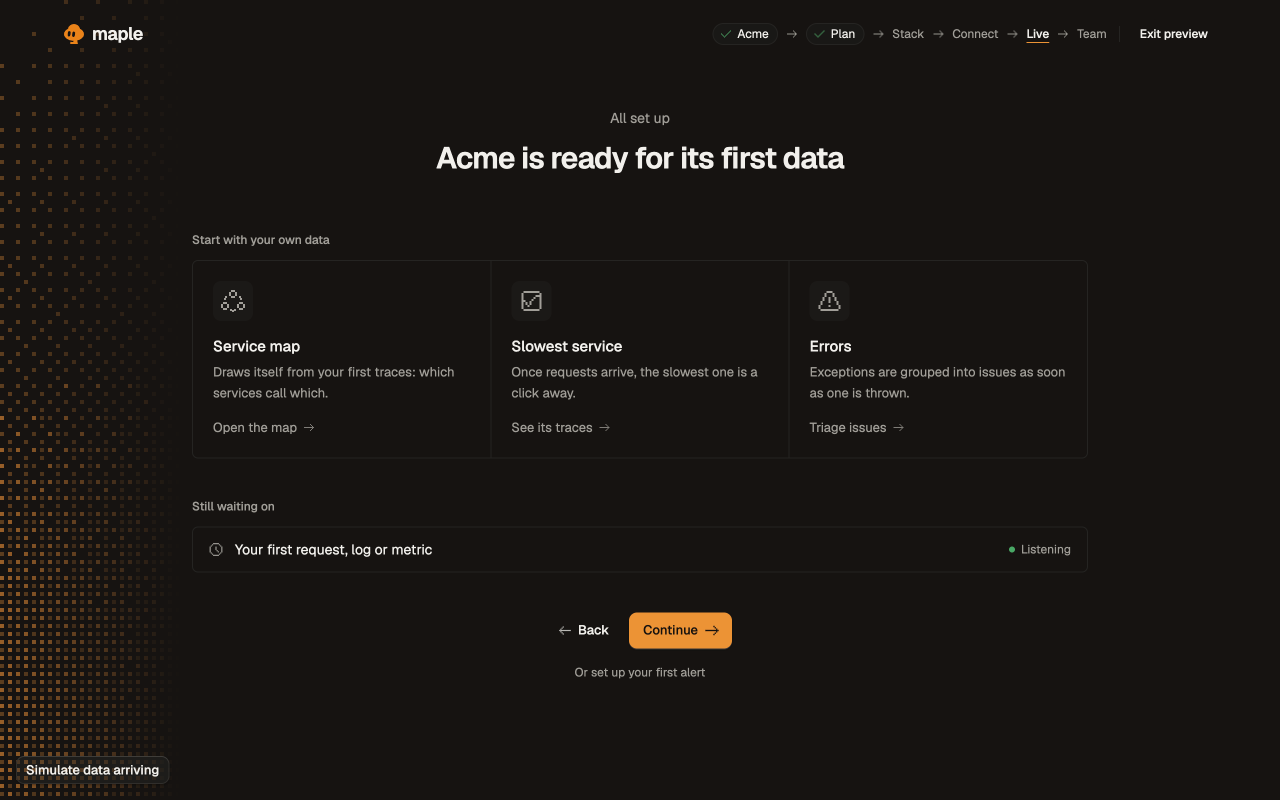 maple
Acme → Plan → Stack → Connect → Live → Team
Exit preview
All set up
Acme is ready for its first data
Start with your own data
Service map
Draws itself from your first traces: which
services call which.
Open the map →
Slowest service
Once requests arrive, the slowest one is a
click away.
See its traces →
Errors
Exceptions are grouped into issues as soon
as one is thrown.
Triage issues →
Still waiting on
Your first request, log or metric
Listening
← Back
Continue →
Or set up your first alert
Simulate data arriving